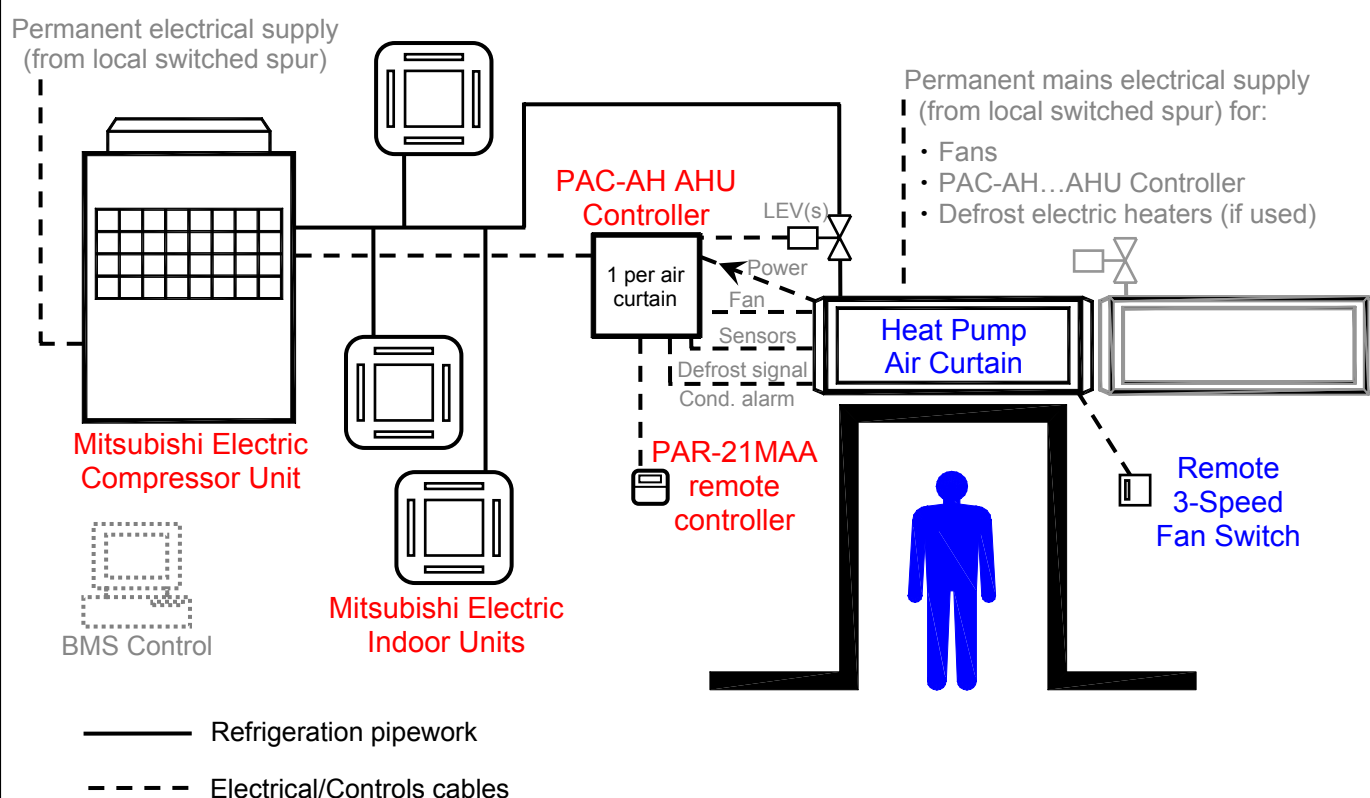 Permanent electrical supply
(from local switched spur)
Permanent mains electrical supply
(from local switched spur) for:
· Fans
· PAC-AH…AHU Controller
· Defrost electric heaters (if used)
PAC-AH AHU
Controller
LEV(s)
1 per air
curtain
Power
Fan
Sensors
Defrost signal
Cond. alarm
Heat Pump
Air Curtain
Mitsubishi Electric
Compressor Unit
PAR-21MAA
remote
controller
Remote
3-Speed
Fan Switch
Mitsubishi Electric
Indoor Units
BMS Control
Refrigeration pipework
Electrical/Controls cables